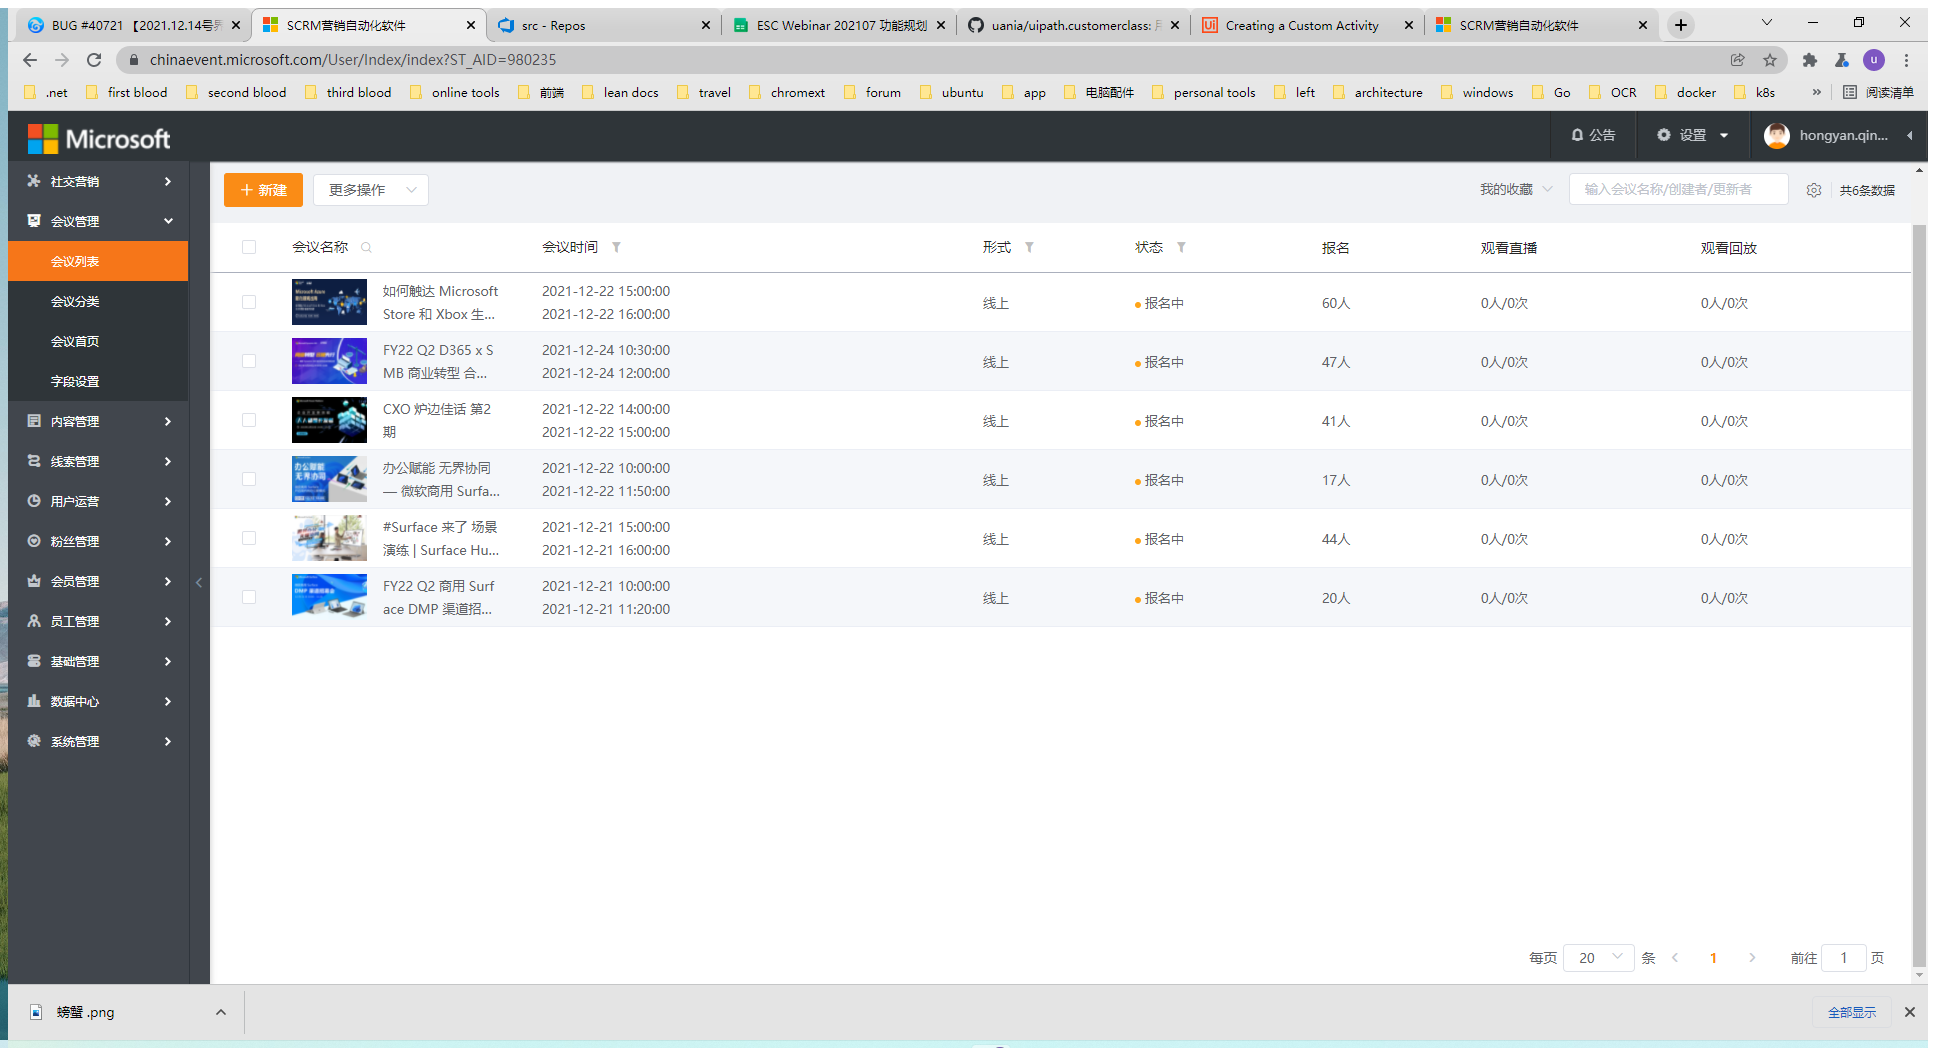 BUG #40721 【2021.12.14号
SCRM营销自动化软件
src - Repos
ESC Webinar 202107 功能规划
uania/uipath.customerclass:
Creating a Custom Activity
SCRM营销自动化软件
chinaevent.microsoft.com/User/Index/index?ST_AID=980235
u
.net
first blood
second blood
third blood
online tools
前端
lean docs
travel
chromext
forum
ubuntu
app
电脑配件
personal tools
left
architecture
windows
Go
OCR
docker
k8s
»
阅读清单
Microsoft
公告
设置
hongyan.qin...
社交营销
会议管理
会议列表
会议分类
会议首页
字段设置
内容管理
线索管理
用户运营
粉丝管理
会员管理
员工管理
基础管理
数据中心
系统管理
新建
更多操作
我的收藏
输入会议名称/创建者/更新者
共6条数据
会议名称
会议时间
形式
状态
报名
观看直播
观看回放
如何触达 Microsoft
Store 和 Xbox 生...
2021-12-22 15:00:00
2021-12-22 16:00:00
线上
报名中
60人
0人/0次
0人/0次
FY22 Q2 D365 x S
MB 商业转型 合...
2021-12-24 10:30:00
2021-12-24 12:00:00
线上
报名中
47人
0人/0次
0人/0次
CXO 炉边佳话 第2
期
2021-12-22 14:00:00
2021-12-22 15:00:00
线上
报名中
41人
0人/0次
0人/0次
办公赋能
无界协同
办公赋能 无界协同
— 微软商用 Surfa...
2021-12-22 10:00:00
2021-12-22 11:50:00
线上
报名中
17人
0人/0次
0人/0次
#Surface 来了 场景
演练 | Surface Hu...
2021-12-21 15:00:00
2021-12-21 16:00:00
线上
报名中
44人
0人/0次
0人/0次
FY22 Q2 商用 Surf
ace DMP 渠道招...
2021-12-21 10:00:00
2021-12-21 11:20:00
线上
报名中
20人
0人/0次
0人/0次
每页
20
条
1
前往
1
页
螃蟹 .png
全部显示